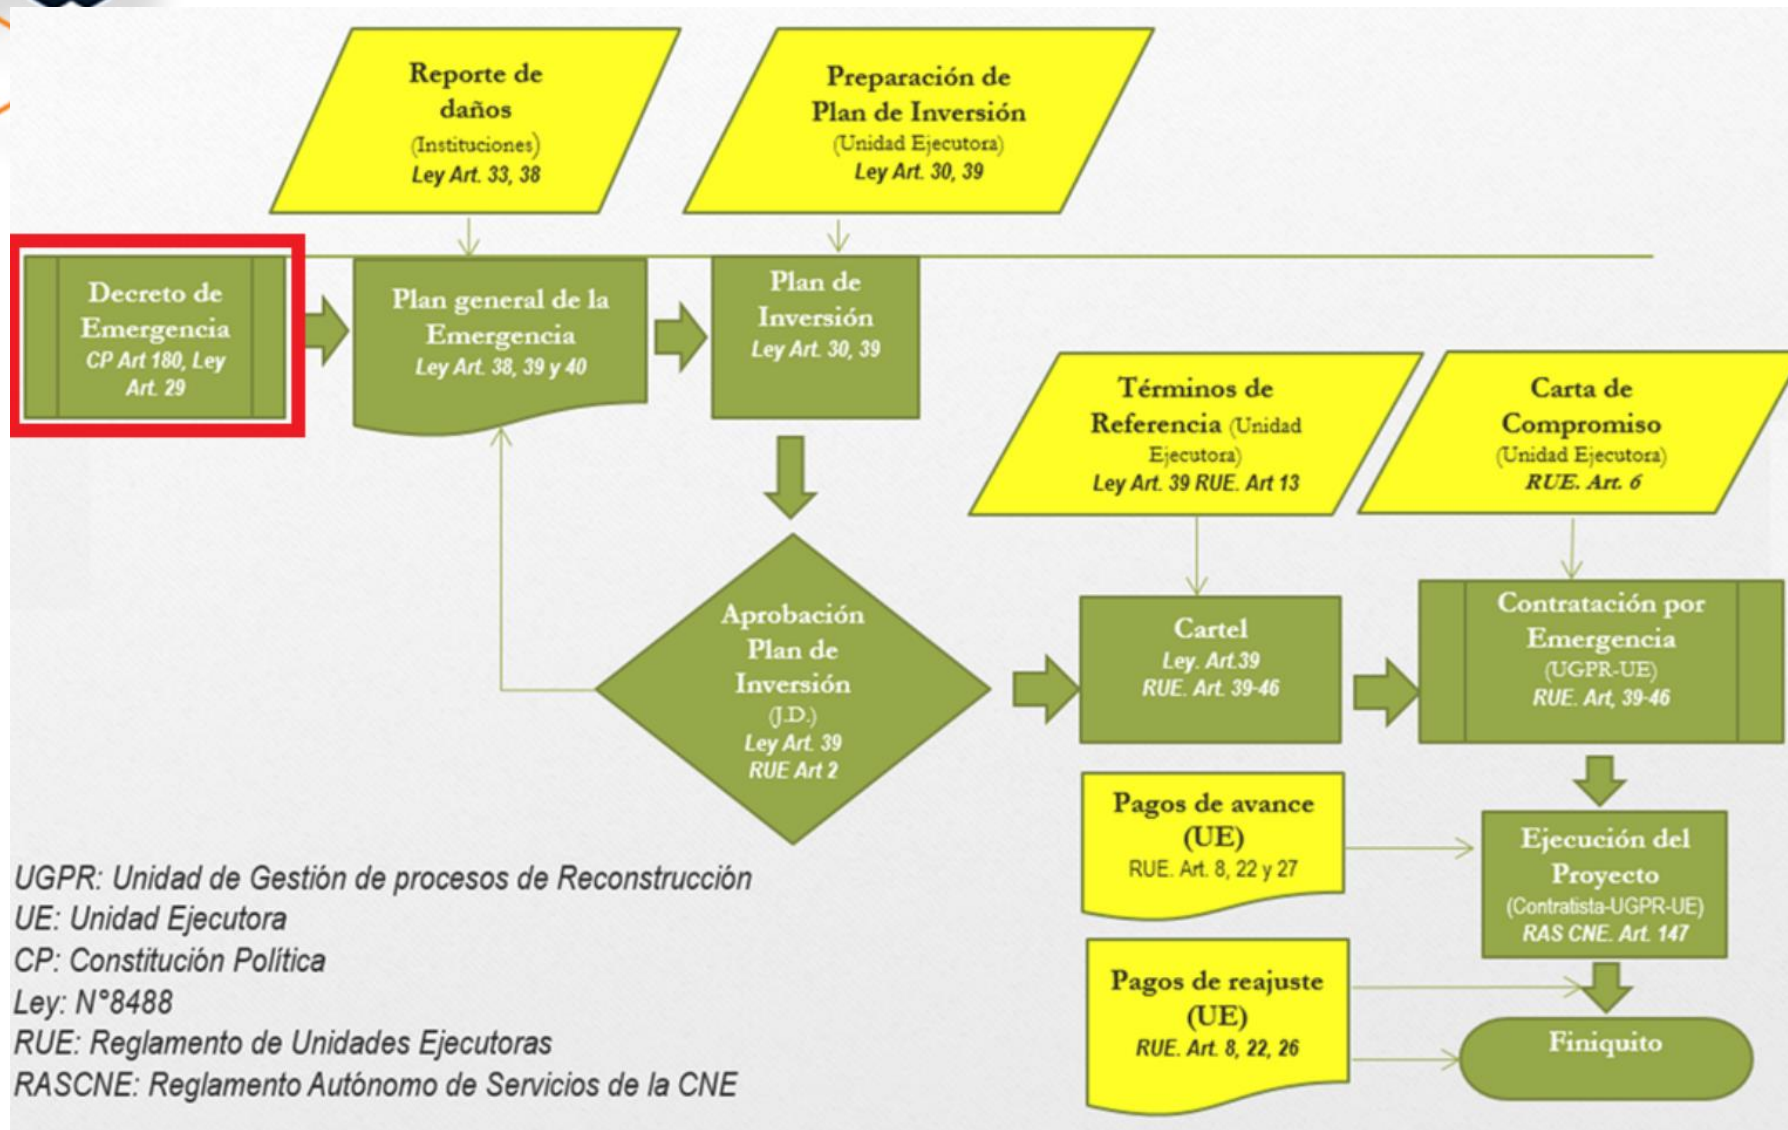 Reporte de
daños
(Instituciones)
Ley Art. 33, 38
Preparación de
Plan de Inversión
(Unidad Ejecutora)
Ley Art. 30, 39
Decreto de
Emergencia
CP Art 180, Ley
Art. 29
Plan general de la
Emergencia
Ley Art. 38, 39 y 40
Plan de
Inversión
Ley Art. 30, 39
Términos de
Referencia (Unidad
Ejecutora)
Ley Art. 39 RUE. Art 13
Carta de
Compromiso
(Unidad Ejecutora)
RUE. Art. 6
Aprobación
Plan de
Inversión
(J.D.)
Ley Art. 39
RUE Art 2
Cartel
Ley. Art.39
RUE. Art. 39-46
Contratación por
Emergencia
(UGPR-UE)
RUE. Art, 39-46
Pagos de avance
(UE)
RUE. Art. 8, 22 y 27
Ejecución del
Proyecto
(Contratista-UGPR-UE)
RAS CNE. Art. 147
Pagos de reajuste
(UE)
RUE. Art. 8, 22, 26
Finiquito
UGPR: Unidad de Gestión de procesos de Reconstrucción
UE: Unidad Ejecutora
CP: Constitución Política
Ley: N°8488
RUE: Reglamento de Unidades Ejecutoras
RASCNE: Reglamento Autónomo de Servicios de la CNE